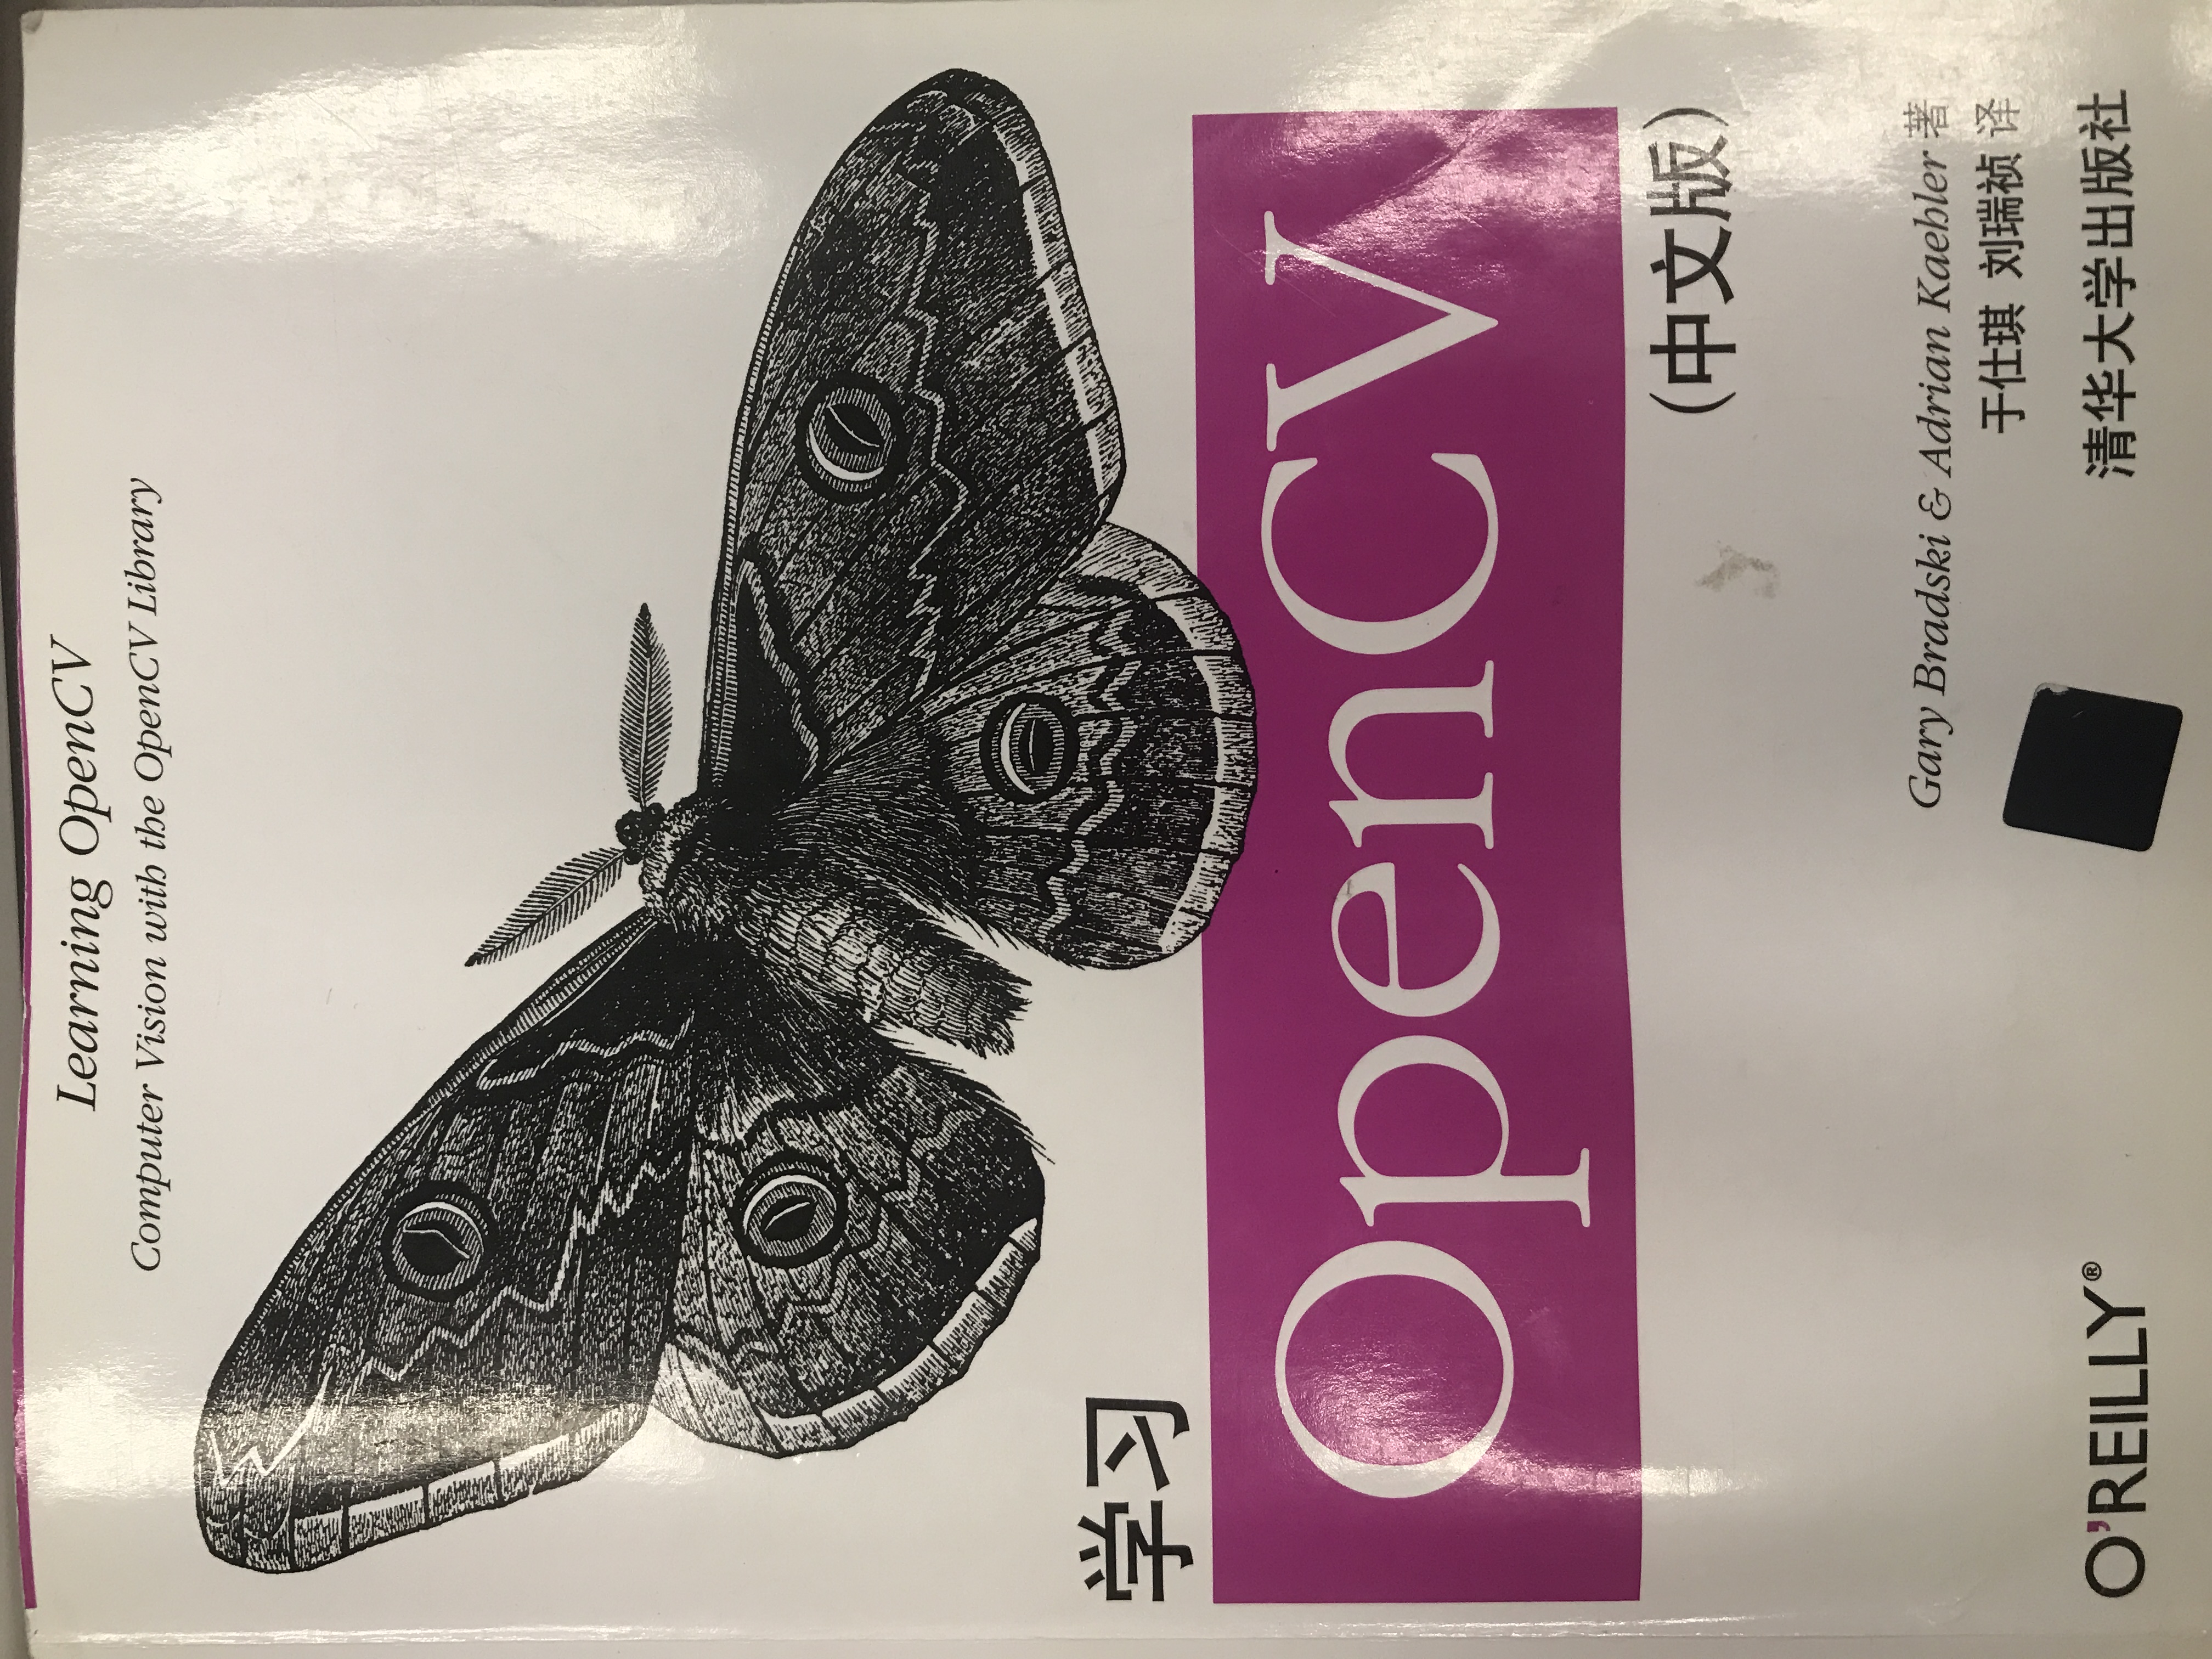 Learning OpenCV
Computer Vision with the OpenCV Library
学习
OpenCV
(中文版)
Gary Bradski & Adrian Kaebler 著
于仕琪 刘瑞祯 译
O'REILLY®
清华大学出版社